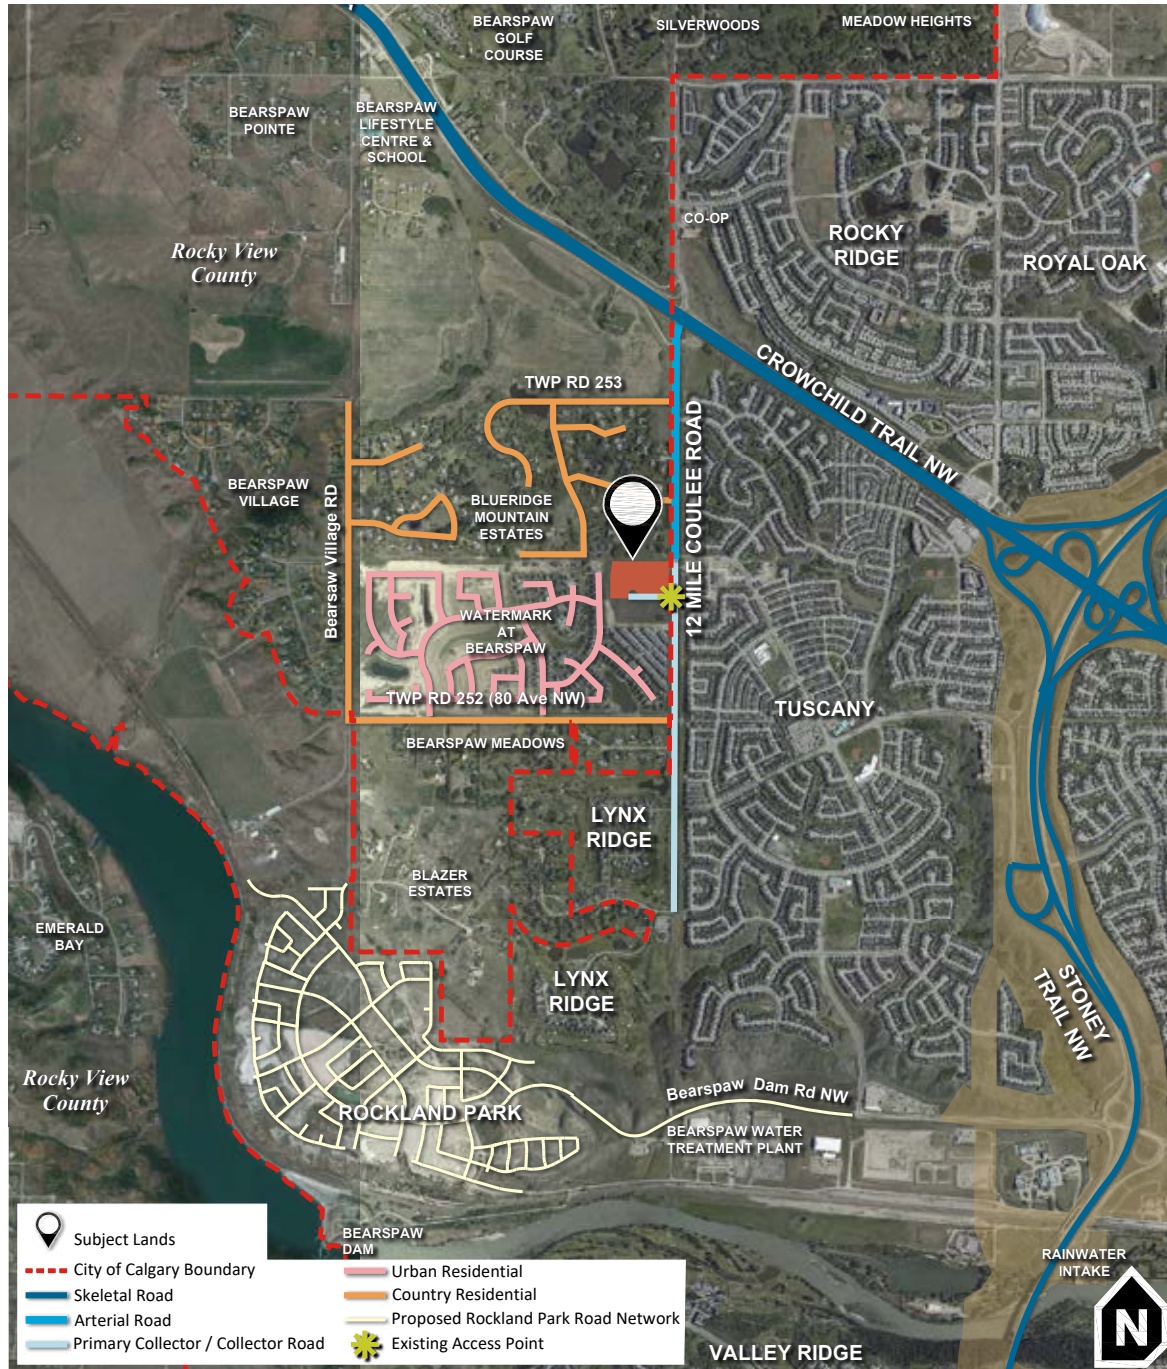 BEARSPAW
GOLF
COURSE
SILVERWOODS
MEADOW HEIGHTS
BEARSPAW
POINTE
BEARSPAW
LIFESTYLE
CENTRE &
SCHOOL
CO-OP
ROCKY
RIDGE
ROYAL OAK
Rocky View
County
CROWCHILD TRAIL NW
TWP RD 253
12 MILE COULEE ROAD
BEARSPAW
VILLAGE
Bearsaw Village RD
BLUERIDGE
MOUNTAIN
ESTATES
WATERMARK
AT
BEARSPAW
TWP RD 252 (80 Ave NW)
TUSCANY
BEARSPAW MEADOWS
LYNX
RIDGE
BLAZER
ESTATES
EMERALD
BAY
LYNX
RIDGE
STONEY
TRAIL NW
Rocky View
County
ROCKLAND PARK
Bearspaw Dam Rd NW
BEARSPAW WATER
TREATMENT PLANT
BEARSPAW
DAM
RAINWATER
INTAKE
VALLEY RIDGE
N
Subject Lands
City of Calgary Boundary
Skeletal Road
Arterial Road
Primary Collector / Collector Road
Urban Residential
Country Residential
Proposed Rockland Park Road Network
Existing Access Point